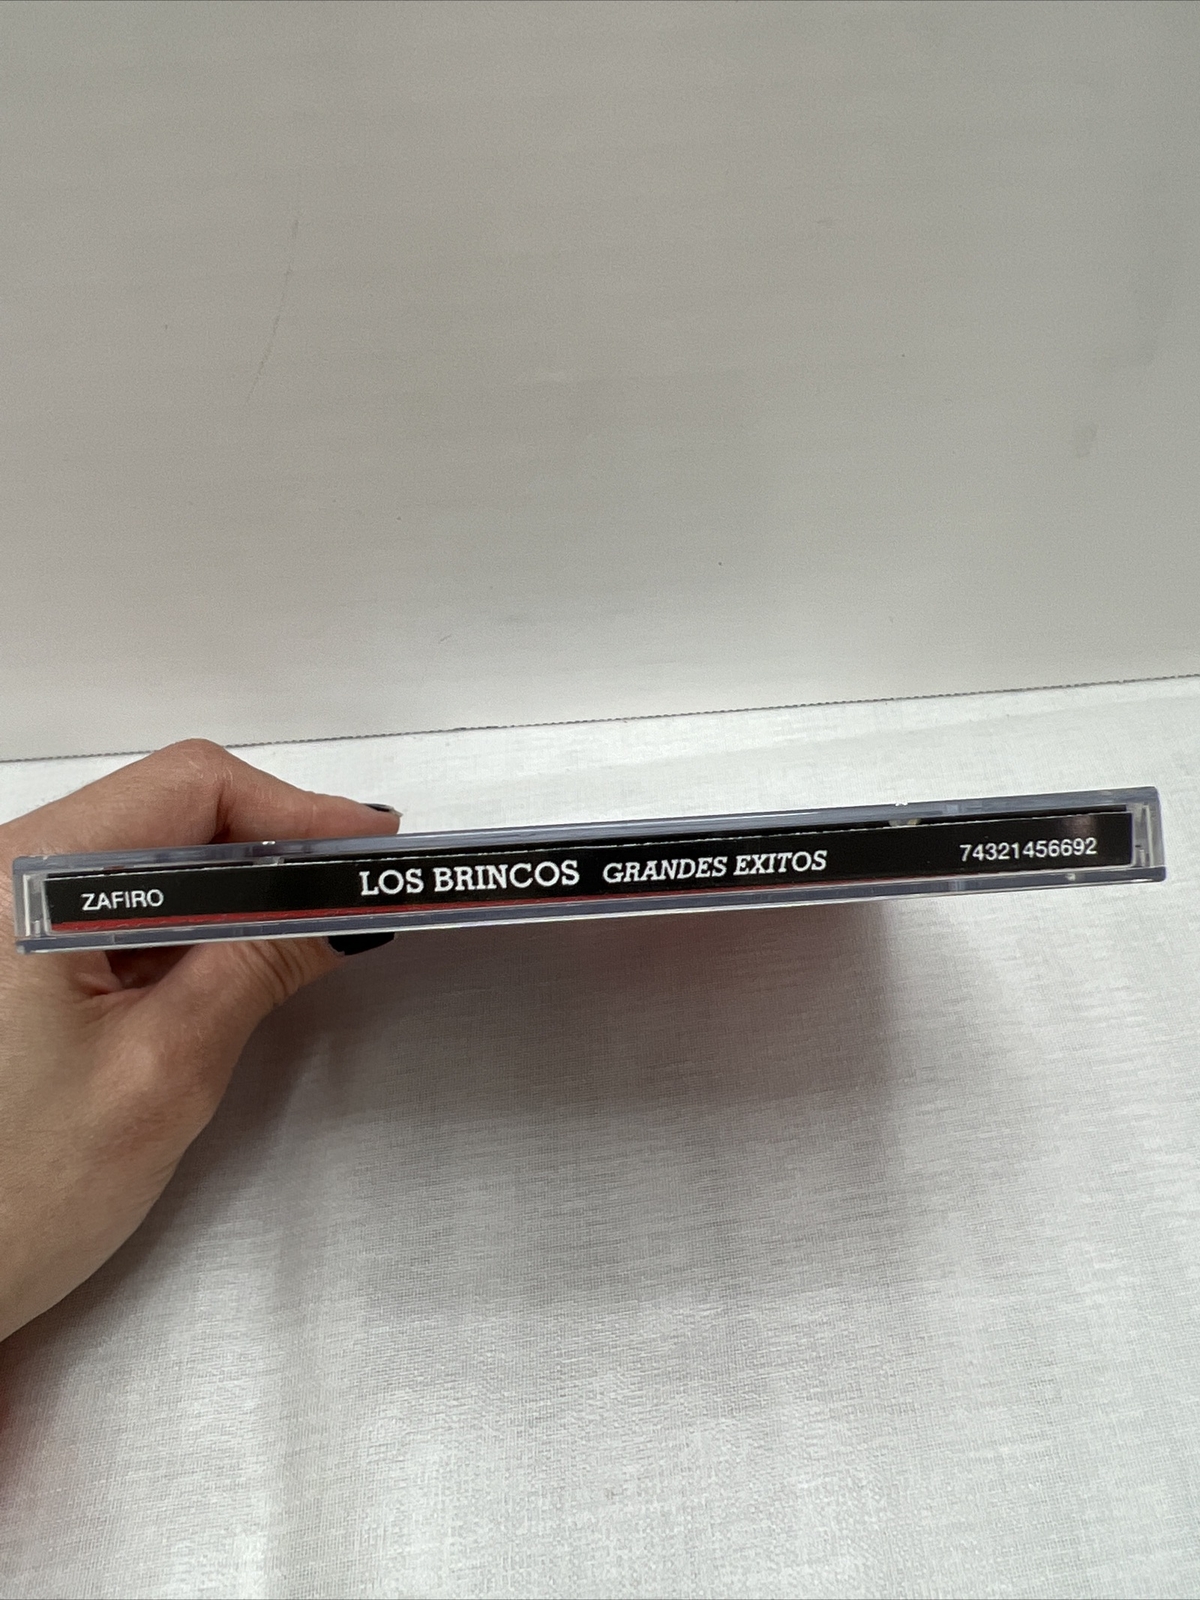 ZAFIRO LOS BRINCOS GRANDES EXITOS 74321456692